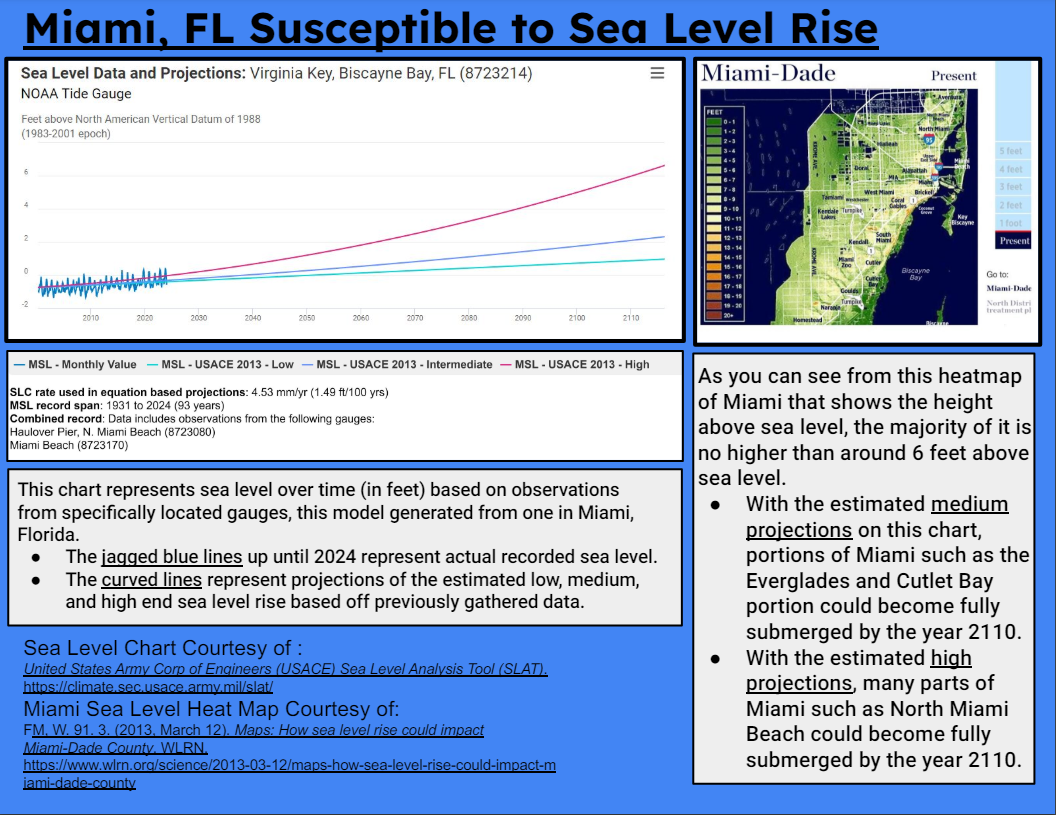 Miami, FL Susceptible to Sea Level Rise
Sea Level Data and Projections: Virginia Key, Biscayne Bay, FL (8723214)
NOAA Tide Gauge
Feet above North American Vertical Datum of 1988
(1983-2001 epoch)
6
4
2
0
-2
2010
2020
2030
2040
2050
2060
2070
2080
2090
2100
2110
MSL - Monthly Value
MSL - USACE 2013 - Low
MSL - USACE 2013 - Intermediate
MSL - USACE 2013 - High
SLC rate used in equation based projections: 4.53 mm/yr (1.49 ft/100 yrs)
MSL record span: 1931 to 2024 (93 years)
Combined record: Data includes observations from the following gauges:
Haulover Pier, N. Miami Beach (8723080)
Miami Beach (8723170)
This chart represents sea level over time (in feet) based on observations
from specifically located gauges, this model generated from one in Miami,
Florida.
● The jagged blue lines up until 2024 represent actual recorded sea level.
● The curved lines represent projections of the estimated low, medium,
and high end sea level rise based off previously gathered data.
Sea Level Chart Courtesy of :
United States Army Corp of Engineers (USACE) Sea Level Analysis Tool (SLAT).
https://climate.sec.usace.army.mil/slat/
Miami Sea Level Heat Map Courtesy of:
FM, W. 91. 3. (2013, March 12). Maps: How sea level rise could impact
Miami-Dade County. WLRN.
https://www.wlrn.org/science/2013-03-12/maps-how-sea-level-rise-could-impact-m
iami-dade-county
Miami-Dade
Present
FEET
0 - 1
1 - 2
2 - 3
3 - 4
4 - 5
5 - 6
6 - 7
7 - 8
8 - 9
9 - 10
10 - 11
11 - 12
12 - 13
13 - 14
14 - 15
15 - 16
16 - 17
17 - 18
18 - 19
19 - 20
20+
Aventura
North Miami
95
Hialeah
Miami
Beach
Doral
Allapattah
MIA
Miami
West Miami
Brickell
Tamiami
Westchester
Coral
Gables
Coconut
Grove
Kendale
Lakes
Turnpike
Key
Biscayne
South
Miami
Kendall
Miami
Zoo
Cutler
Cutler
Bay
Biscayne
Bay
Goulds
Turnpike
Naranja
Homestead
Biscayne
KROME AVE
KROME AVE
5 feet
4 feet
3 feet
2 feet
1 foot
Present
Go to:
Miami-Dade
North Distri
treatment pl
As you can see from this heatmap
of Miami that shows the height
above sea level, the majority of it is
no higher than around 6 feet above
sea level.
● With the estimated medium
projections on this chart,
portions of Miami such as the
Everglades and Cutlet Bay
portion could become fully
submerged by the year 2110.
● With the estimated high
projections, many parts of
Miami such as North Miami
Beach could become fully
submerged by the year 2110.